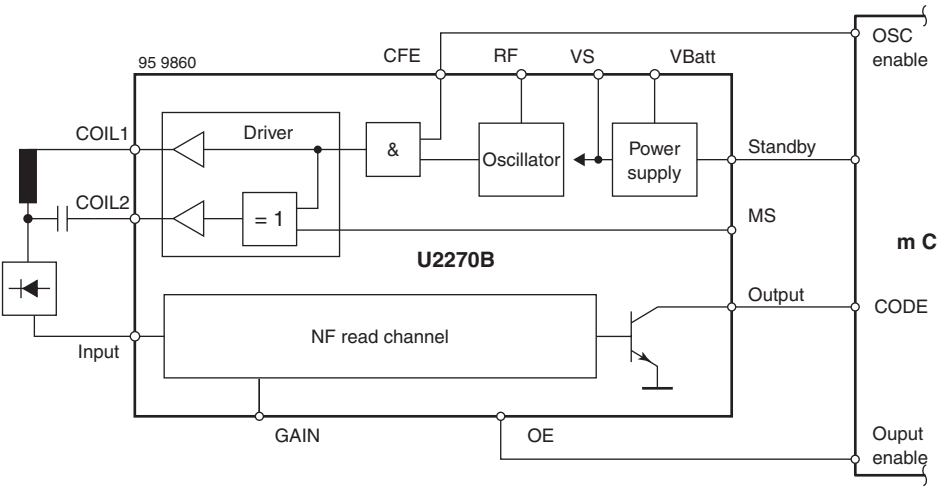 OSC
enable
CFE
RF
VS
VBatt
95 9860
COIL1
Driver
&
Oscillator
Power
supply
Standby
COIL2
= 1
MS
m C
U2270B
Output
CODE
NF read channel
Input
GAIN
OE
Ouput
enable